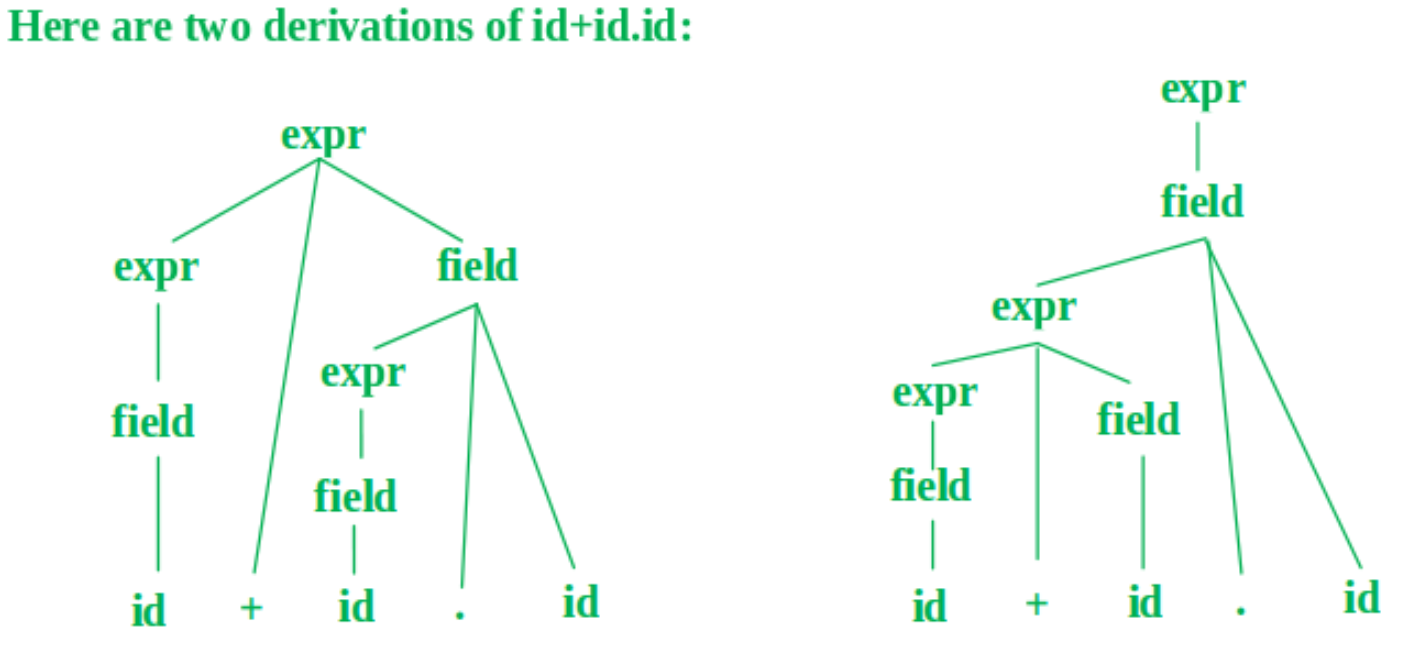 Here are two derivations of id+id.id:
expr
expr field
expr
field
field
id + id . id
expr
field
expr
expr
field
field
id + id . id